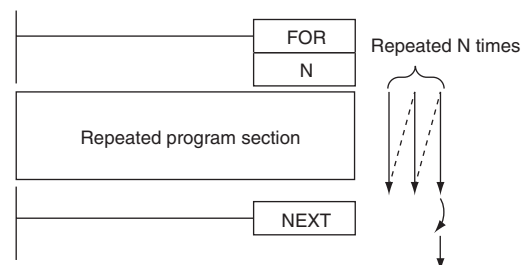 FOR
Repeated N times
N
Repeated program section
NEXT